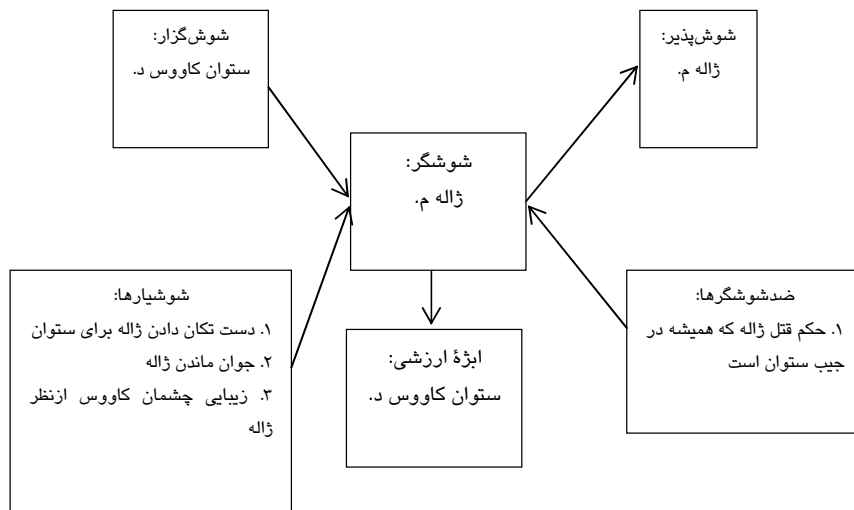 شوش‌پذیر:
ژاله م.
شوش‌گزار:
ستوان کاووس د.
شوشگر:
ژاله م.
ضدشوشگرها:
۱. حکم قتل ژاله که همیشه در
جیب ستوان است
شوشیارها:
۱. دست تکان دادن ژاله برای ستوان
۲. جوان ماندن ژاله
۳. زیبایی چشمان کاووس ازنظر
ژاله
ابژۀ ارزشی:
ستوان کاووس د.